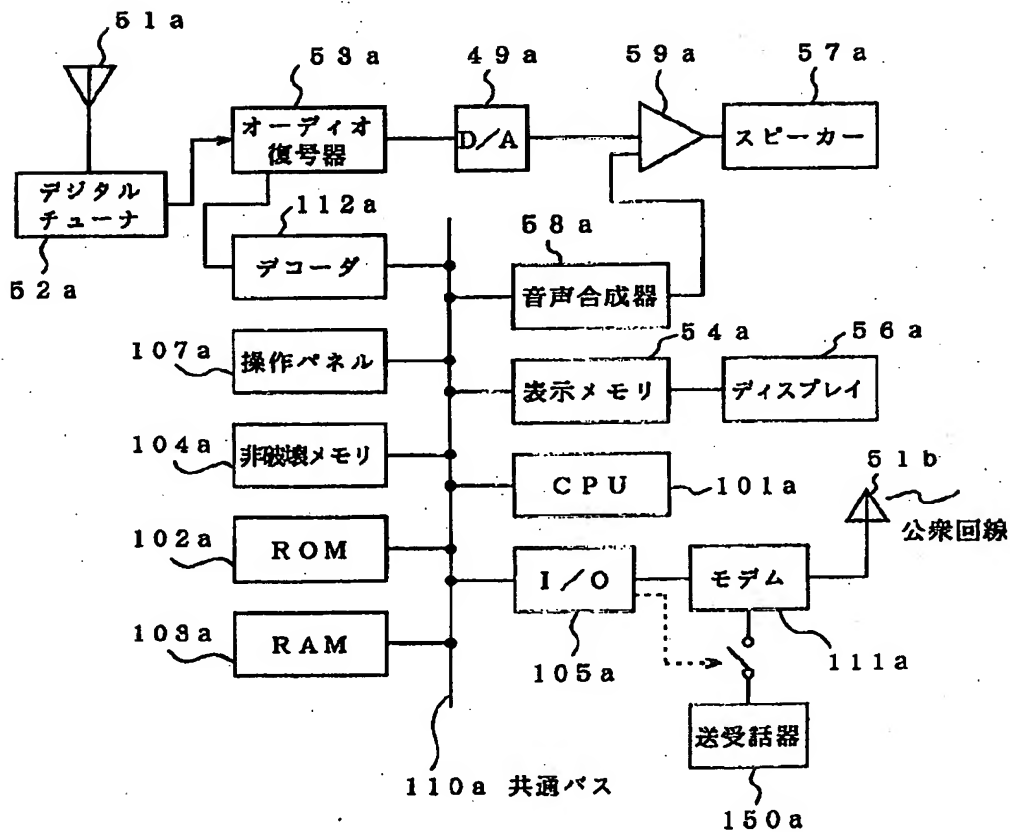 51a
53a
49a
59a
57a
オーディオ
復号器
D/A
スピーカー
デジタル
チューナ
52a
112a
デコーダ
58a
音声合成器
54a
56a
107a
操作パネル
表示メモリ
ディスプレイ
104a
非破壊メモリ
CPU
101a
51b
公衆回線
102a
ROM
I/O
モデム
103a
RAM
105a
111a
送受話器
110a 共通バス
150a